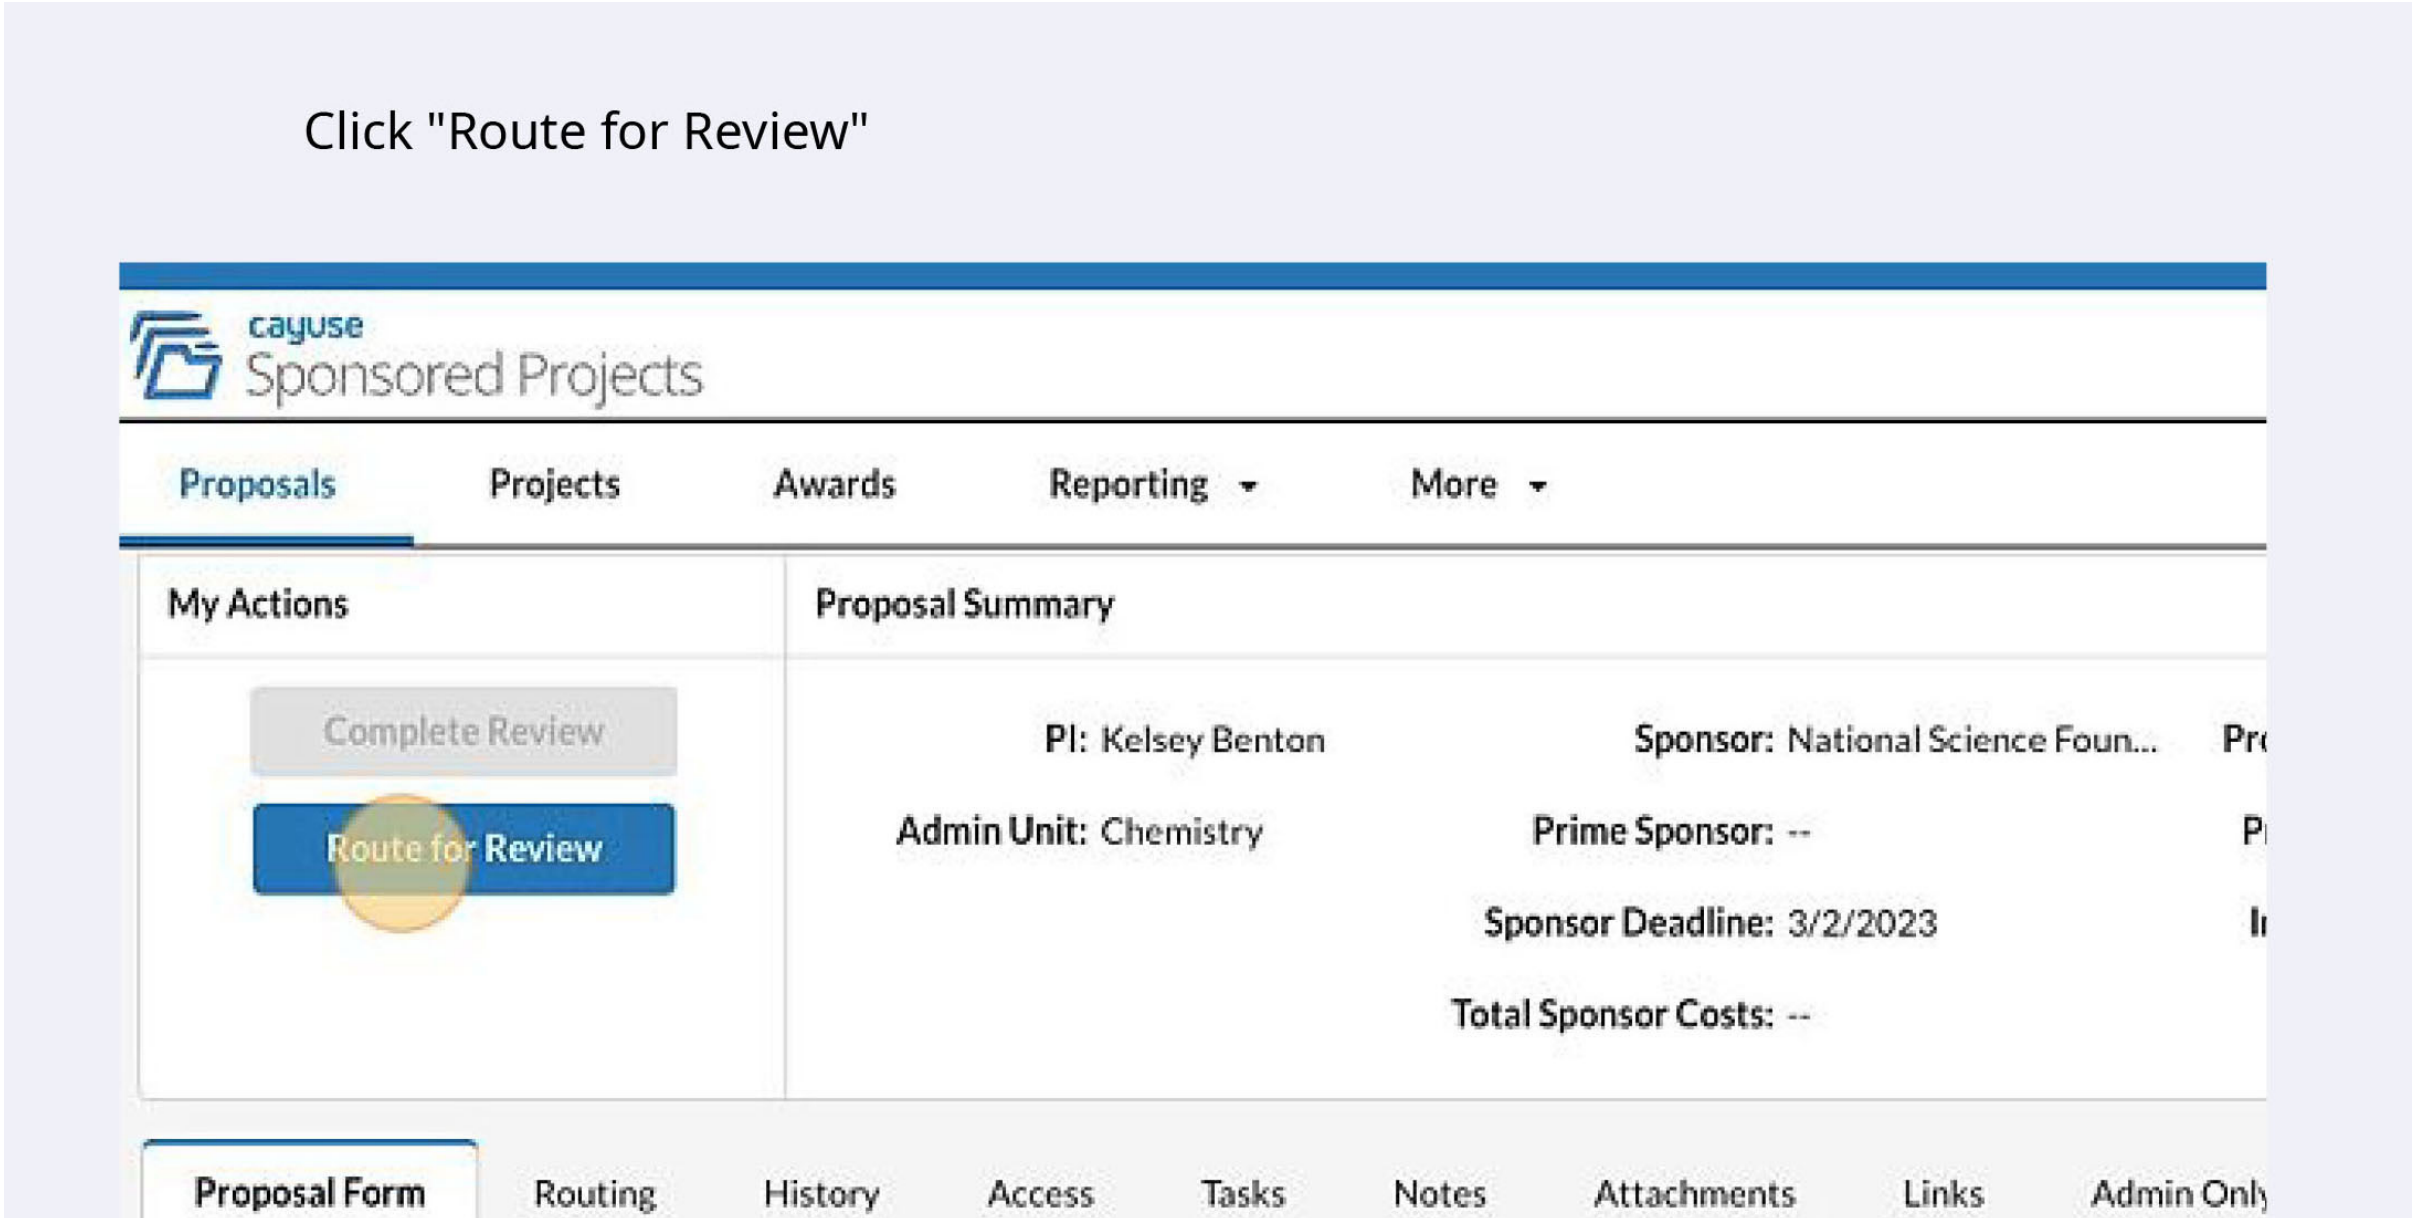 Click "Route for Review"
cayuse
Sponsored Projects
Proposals Projects Awards Reporting More
My Actions Proposal Summary
Complete Review
Route for Review
PI: Kelsey Benton Sponsor: National Science Foun...
Admin Unit: Chemistry Prime Sponsor: --
Sponsor Deadline: 3/2/2023
Total Sponsor Costs: --
Proposal Form Routing History Access Tasks Notes Attachments Links Admin Only